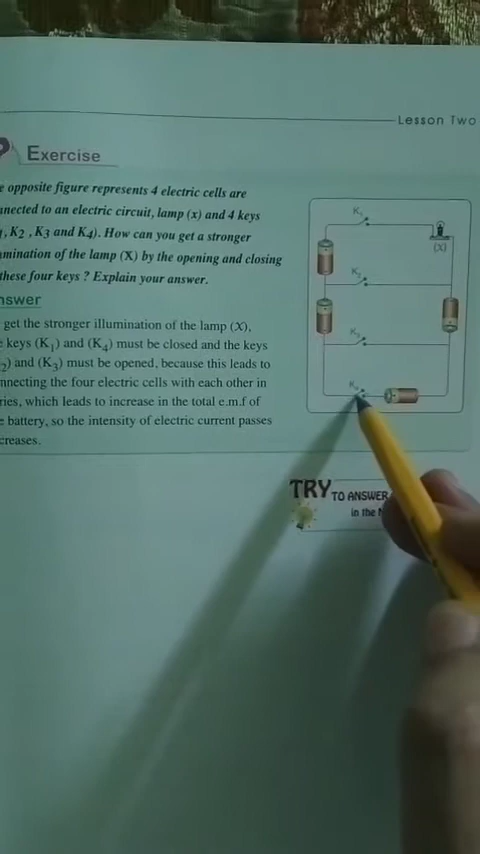 Lesson Two
Exercise
e opposite figure represents 4 electric cells are
nnected to an electric circuit, lamp (x) and 4 keys
, K2 , K3 and K4). How can you get a stronger
mination of the lamp (X) by the opening and closing
these four keys ? Explain your answer.
nswer
get the stronger illumination of the lamp (X),
e keys (K1) and (K4) must be closed and the keys
2) and (K3) must be opened, because this leads to
nnecting the four electric cells with each other in
ries, which leads to increase in the total e.m.f of
e battery, so the intensity of electric current passes
creases.
K1
(X)
K2
K3
K4
TRY TO ANSWER
in the